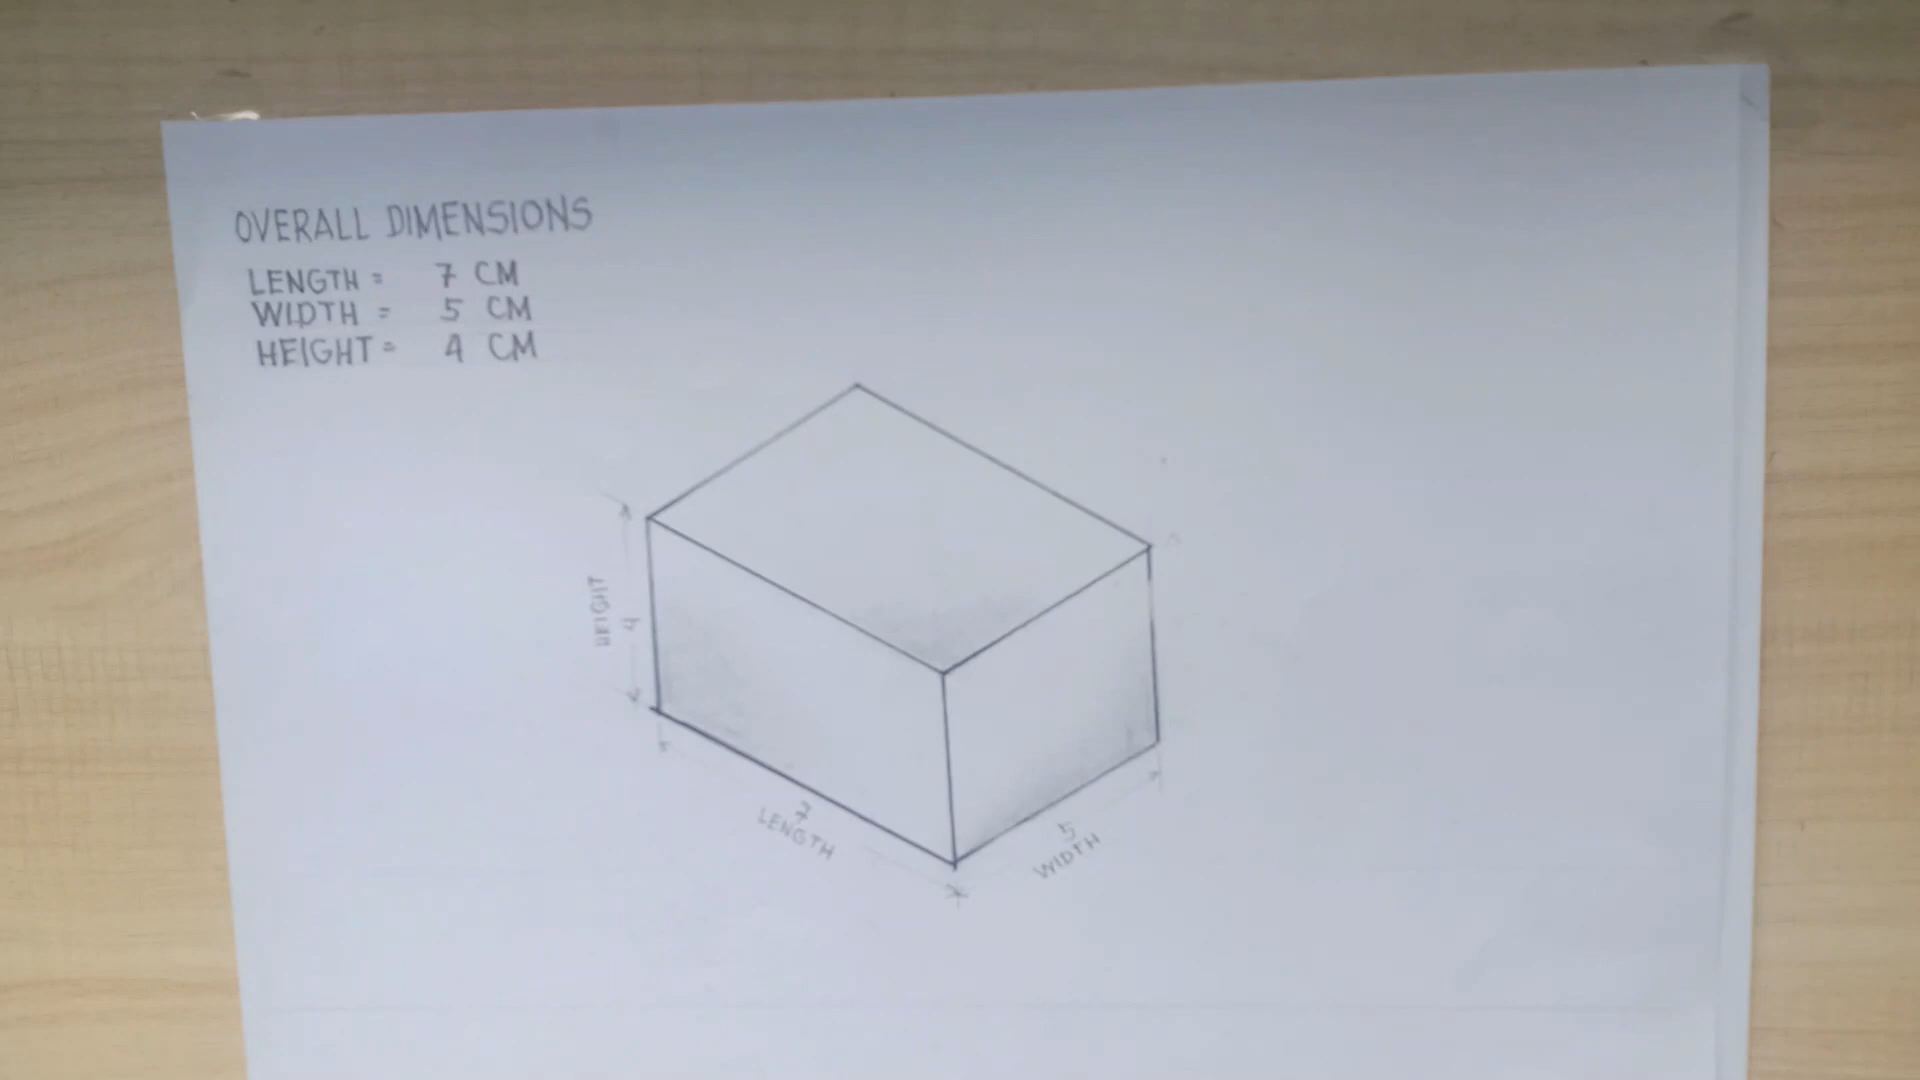 OVERALL DIMENSIONS
LENGTH = 7 CM
WIDTH = 5 CM
HEIGHT = 4 CM
HEIGHT
4
7
LENGTH
5
WIDTH